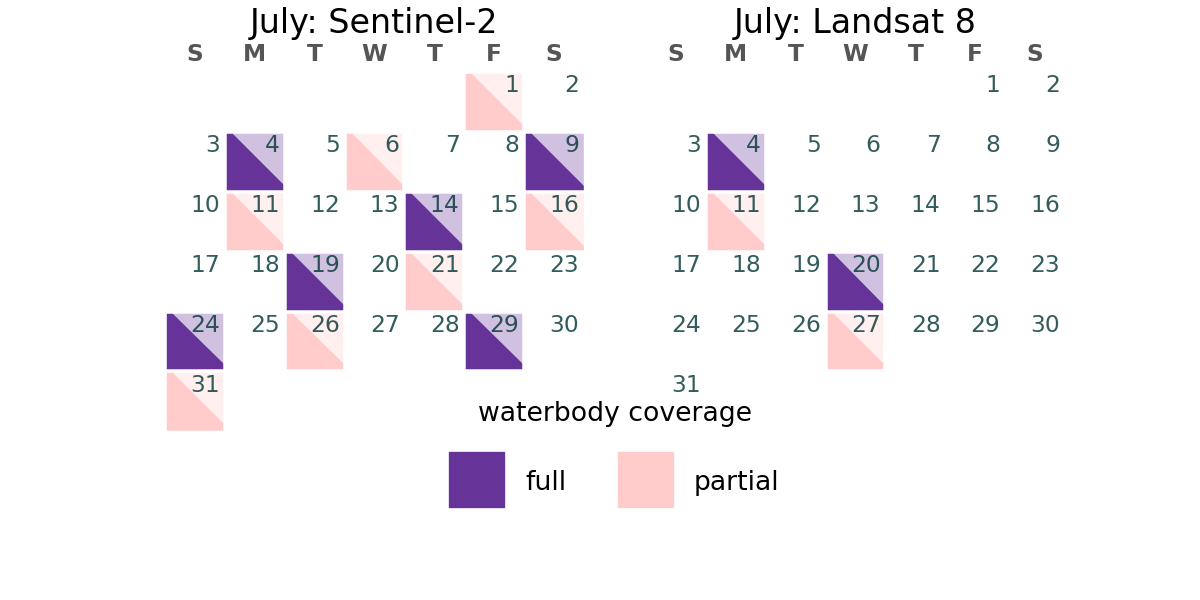 July: Sentinel-2
S M T W T F S
1 2
3 4 5 6 7 8 9
10 11 12 13 14 15 16
17 18 19 20 21 22 23
24 25 26 27 28 29 30
31
July: Landsat 8
S M T W T F S
1 2
3 4 5 6 7 8 9
10 11 12 13 14 15 16
17 18 19 20 21 22 23
24 25 26 27 28 29 30
31
waterbody coverage
full partial